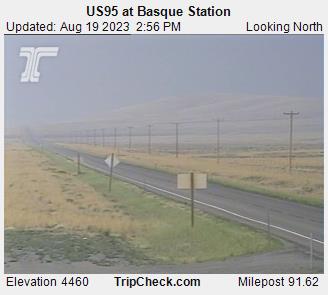 US95 at Basque Station
Updated: Aug 19 2023 2:56 PM Looking North
Elevation 4460 TripCheck.com Milepost 91.62